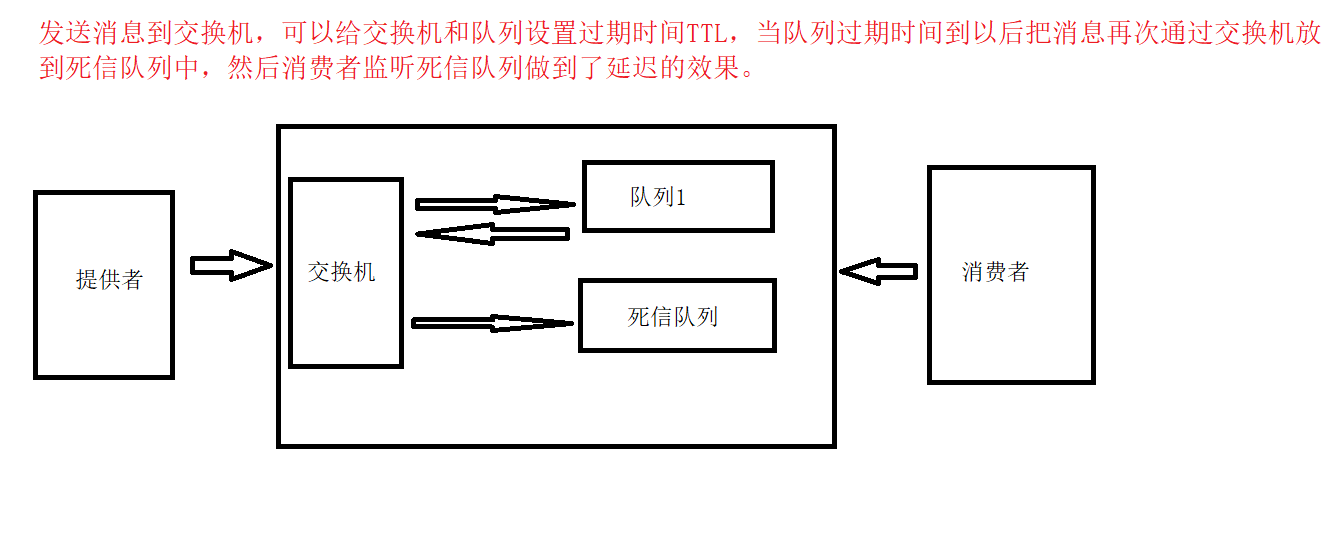 发送消息到交换机，可以给交换机和队列设置过期时间TTL，当队列过期时间到以后把消息再次通过交换机放
到死信队列中，然后消费者监听死信队列做到了延迟的效果。
队列1
提供者
交换机
消费者
死信队列